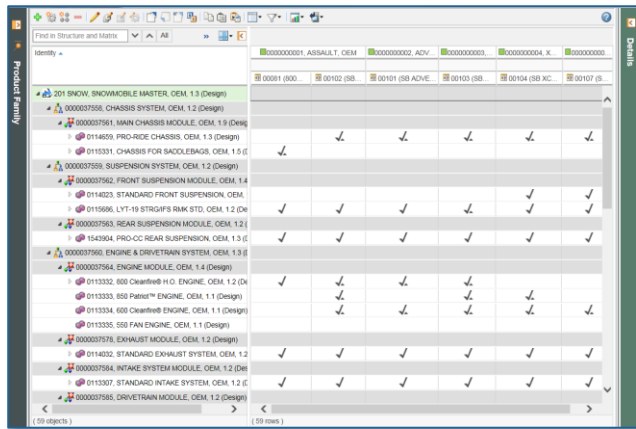 Find in Structure and Matrix All »
Identity
0000000001, ASSAULT, OEM 0000000002, ADV... 0000000003, ... 0000000004, X... 000000000...
00081 (600... 00102 (SB... 00101 (SB ADVE... 00103 (SB... 00104 (SB XC... 00107 (S...
201 SNOW, SNOWMOBILE MASTER, OEM, 1.3 (Design)
0000037558, CHASSIS SYSTEM, OEM, 1.2 (Design)
0000037561, MAIN CHASSIS MODULE, OEM, 1.9 (Desig
0114659, PRO-RIDE CHASSIS, OEM, 1.3 (Design)
0115331, CHASSIS FOR SADDLEBAGS, OEM, 1.5 (D
0000037559, SUSPENSION SYSTEM, OEM, 1.2 (Design)
0000037562, FRONT SUSPENSION MODULE, OEM, 1.4
0114023, STANDARD FRONT SUSPENSION, OEM,
0115686, LYT-19 STRG/IFS RMK STD, OEM, 1.2 (De
0000037563, REAR SUSPENSION MODULE, OEM, 1.2 (
1543904, PRO-CC REAR SUSPENSION, OEM, 1.3 (D
0000037560, ENGINE & DRIVETRAIN SYSTEM, OEM, 1.3 (
0000037564, ENGINE MODULE, OEM, 1.4 (Design)
0113332, 800 Cleanfire® H.O. ENGINE, OEM, 1.2 (De
0113333, 850 Patriot™ ENGINE, OEM, 1.1 (Design)
0113334, 600 Cleanfire® ENGINE, OEM, 1.1 (Design)
0113335, 550 FAN ENGINE, OEM, 1.1 (Design)
0000037578, EXHAUST MODULE, OEM, 1.2 (Design)
0114032, STANDARD EXHAUST SYSTEM, OEM, 1.2
0000037584, INTAKE SYSTEM MODULE, OEM, 1.2 (Des
0113307, STANDARD INTAKE SYSTEM, OEM, 1.2 (D
0000037585, DRIVETRAIN MODULE, OEM, 1.2 (Design)
( 59 objects ) ( 59 rows )
Product Family
Details